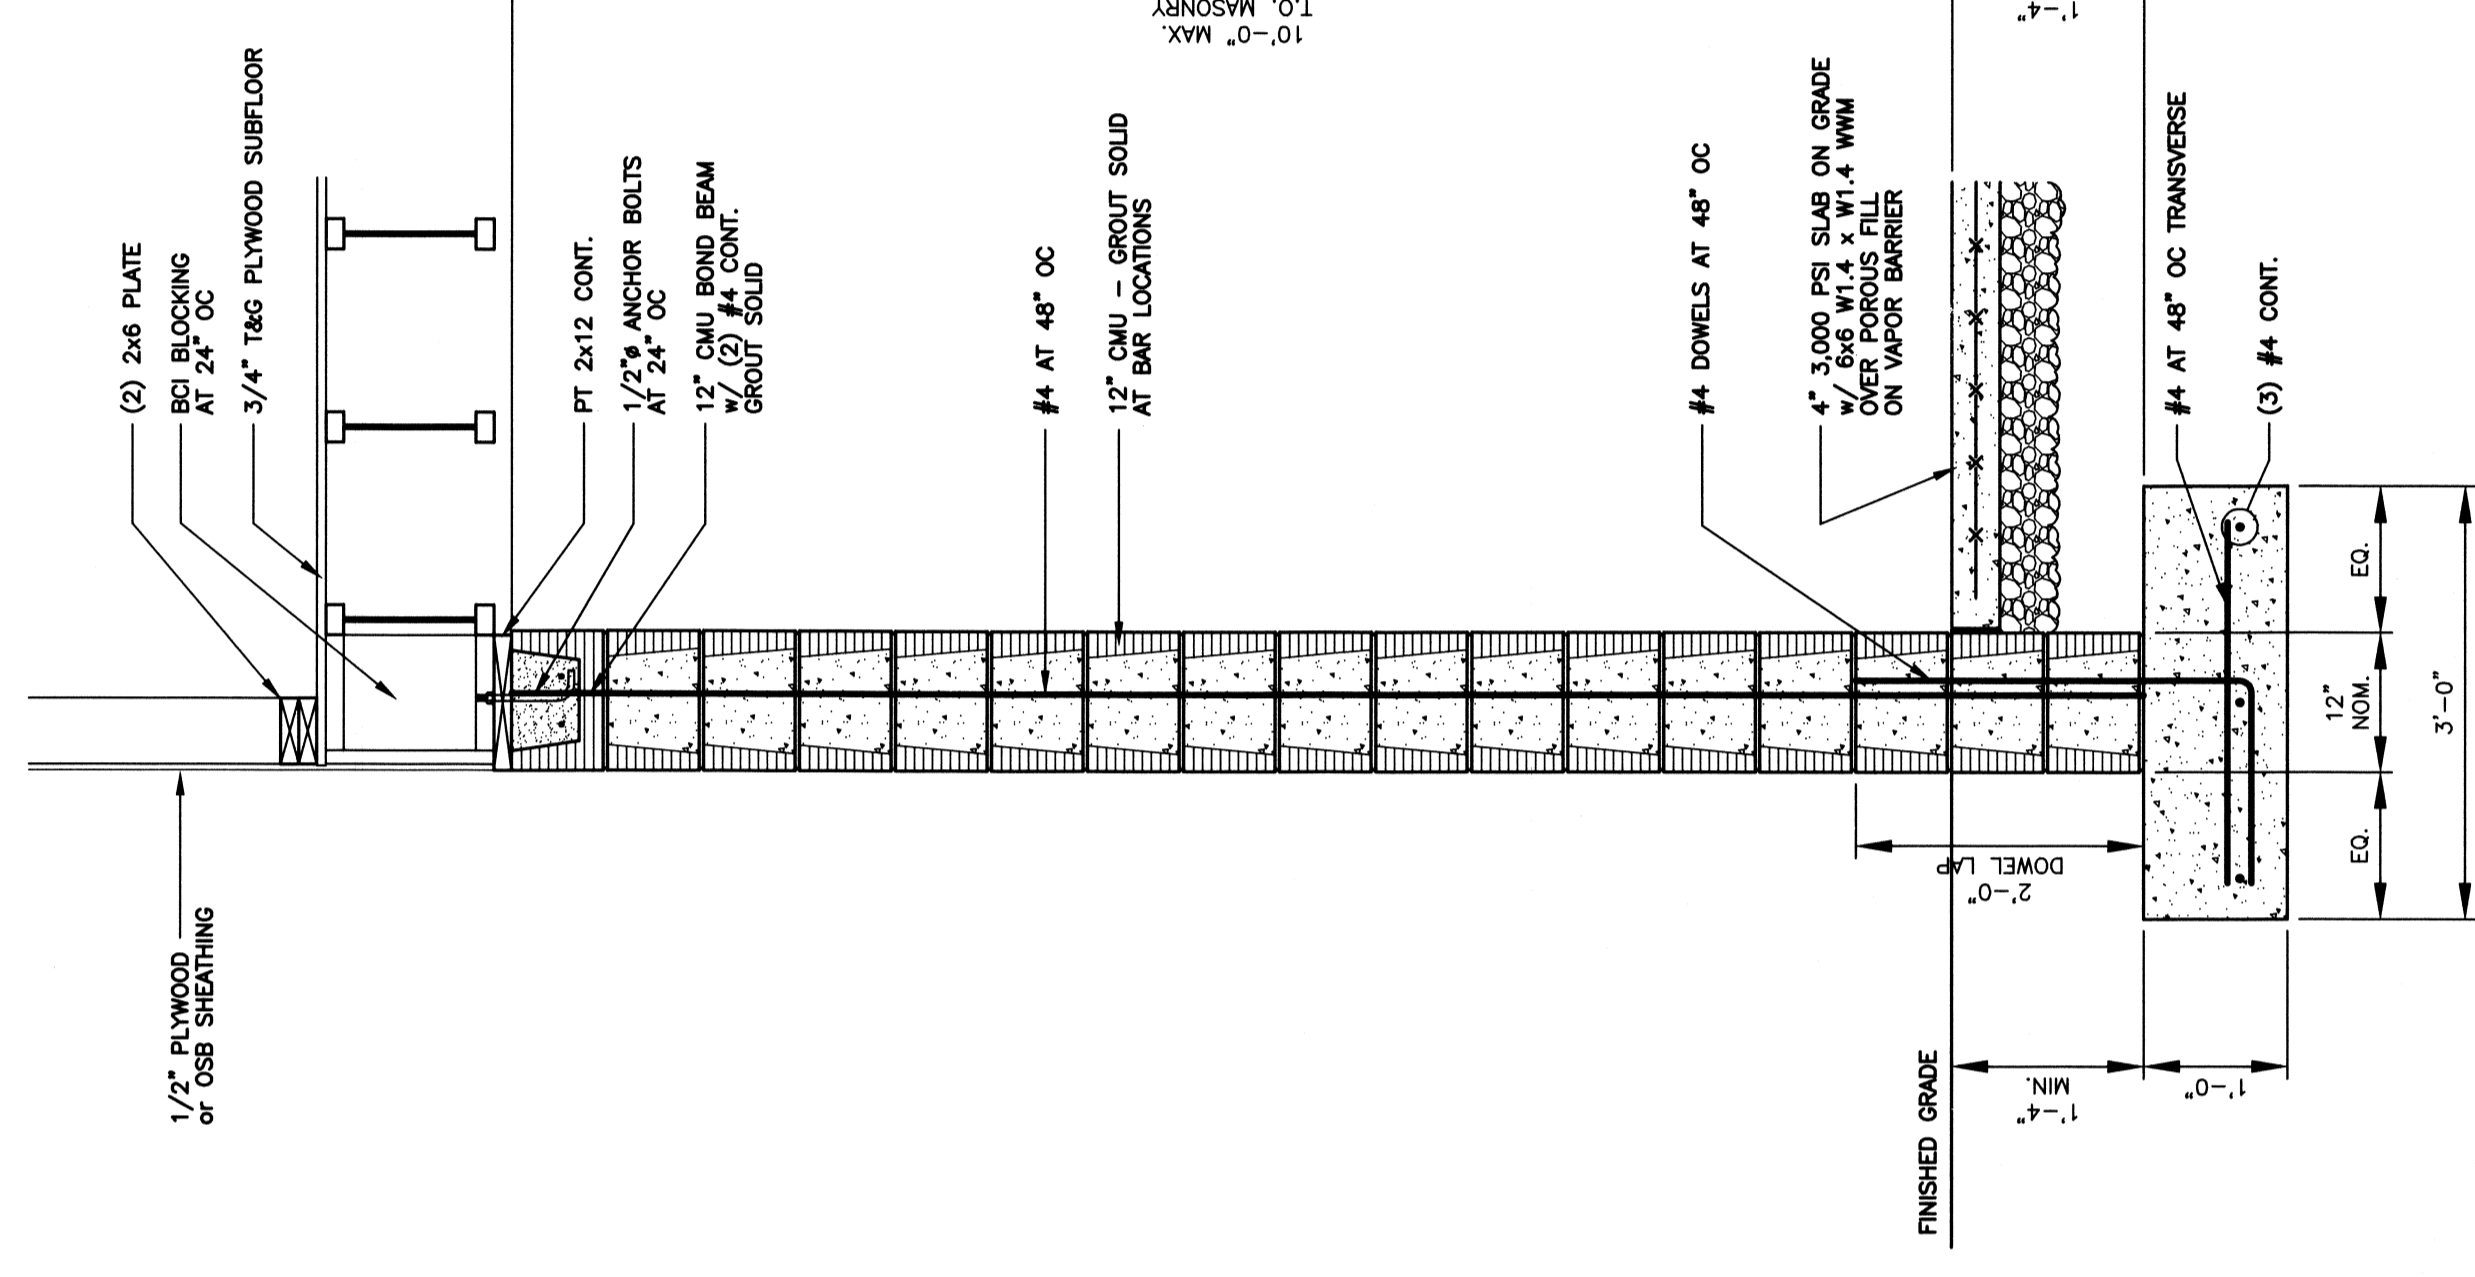 (2) 2x6 PLATE
BCI BLOCKING
AT 24" OC
3/4" T&G PLYWOOD SUBFLOOR
PT 2x12 CONT.
1/2"ø ANCHOR BOLTS
AT 24" OC
12" CMU BOND BEAM
w/ (2) #4 CONT.
GROUT SOLID
#4 AT 48" OC
12" CMU – GROUT SOLID
AT BAR LOCATIONS
#4 DOWELS AT 48" OC
4" 3,000 PSI SLAB ON GRADE
w/ 6x6 W1.4 x W1.4 WWM
OVER POROUS FILL
ON VAPOR BARRIER
#4 AT 48" OC TRANSVERSE
(3) #4 CONT.
10'-0" MAX.
T.O. MASONRY
1'-4"
1/2" PLYWOOD
or OSB SHEATHING
FINISHED GRADE
2'-0"
DOWEL LAP
1'-4"
MIN.
1'-0"
EQ.
12"
NOM.
EQ.
3'-0"